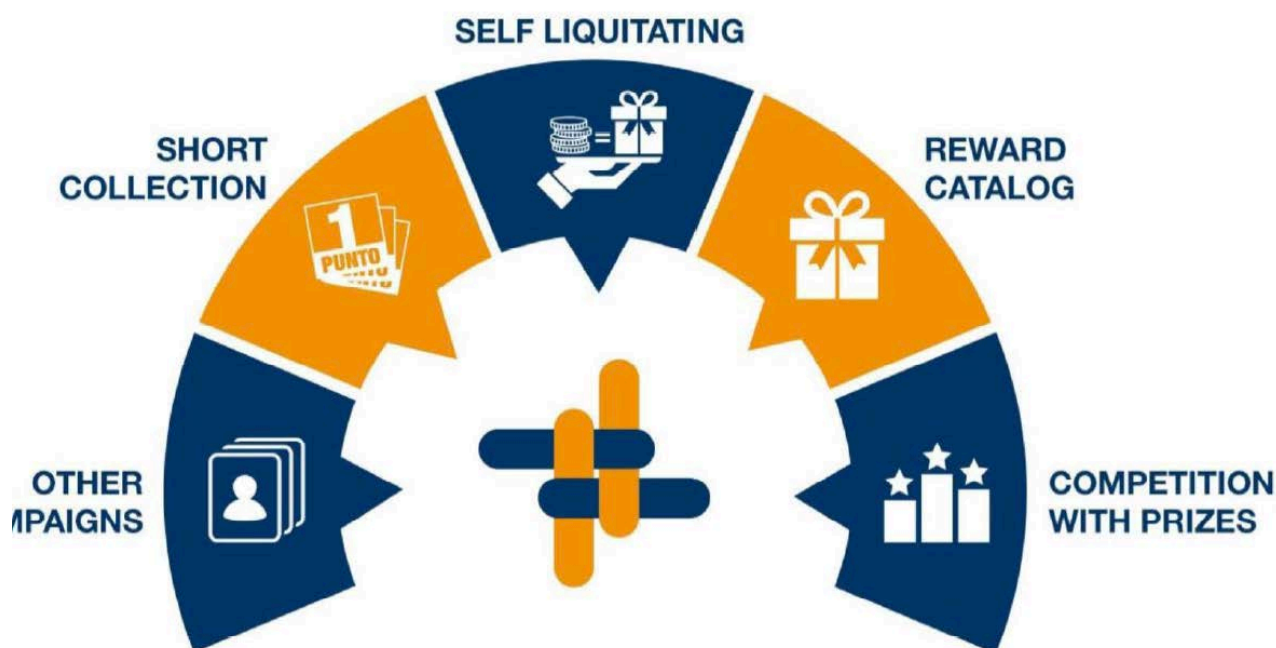 SELF LIQUITATING
SHORT
COLLECTION
REWARD
CATALOG
1
PUNTO
OTHER
MPAIGNS
COMPETITION
WITH PRIZES